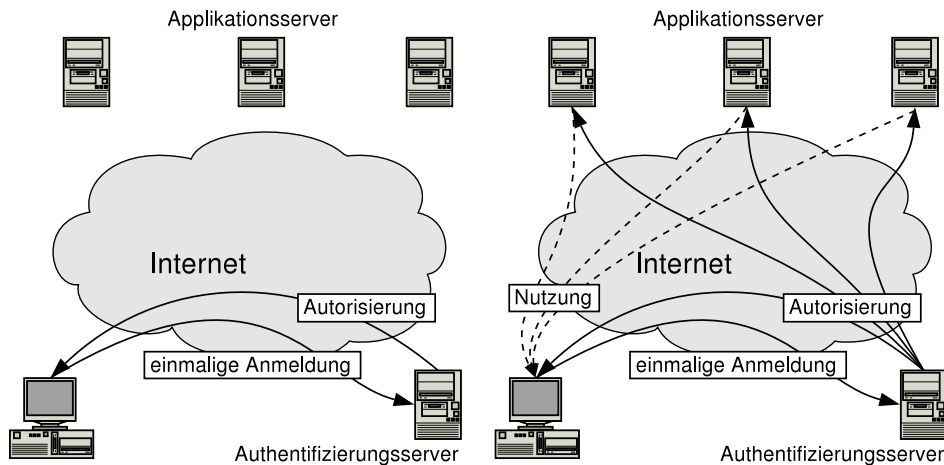 Applikationsserver
Internet
Autorisierung
einmalige Anmeldung
Authentifizierungsserver
Applikationsserver
Internet
Nutzung
Autorisierung
einmalige Anmeldung
Authentifizierungsserver